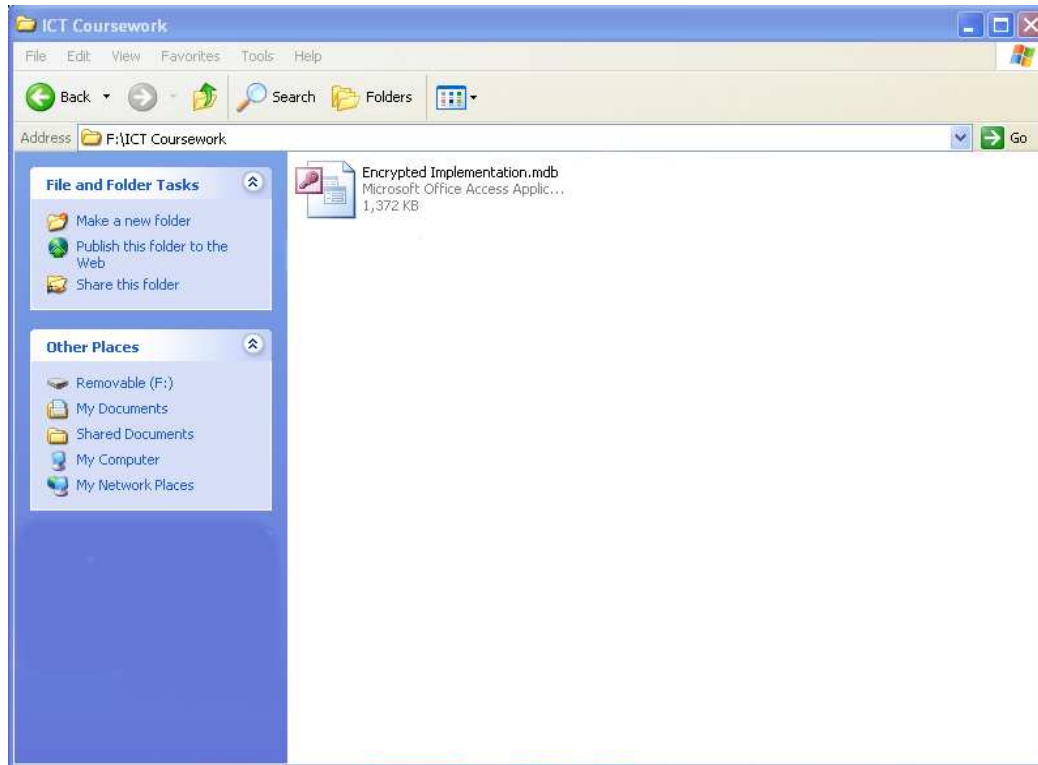 ICT Coursework
File Edit View Favorites Tools Help
Back Search Folders
Address F:\ICT Coursework Go
File and Folder Tasks
Make a new folder
Publish this folder to the
Web
Share this folder
Other Places
Removable (F:)
My Documents
Shared Documents
My Computer
My Network Places
Encrypted Implementation.mdb
Microsoft Office Access Applic...
1,372 KB